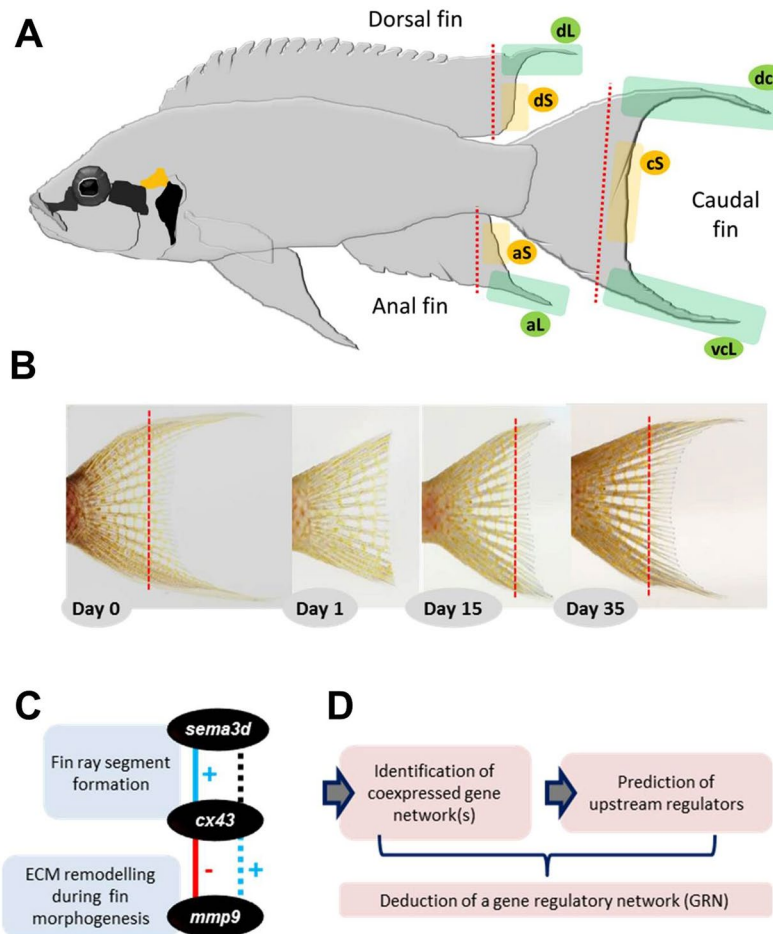 A
Dorsal fin
dL
dS
dc
cS
Caudal fin
aS
Anal fin
aL
vcL
B
Day 0
Day 1
Day 15
Day 35
C
sema3d
Fin ray segment
formation
+
cx43
ECM remodelling
during fin
morphogenesis
-
+
mmp9
D
Identification of
coexpressed gene
network(s)
Prediction of
upstream regulators
Deduction of a gene regulatory network (GRN)